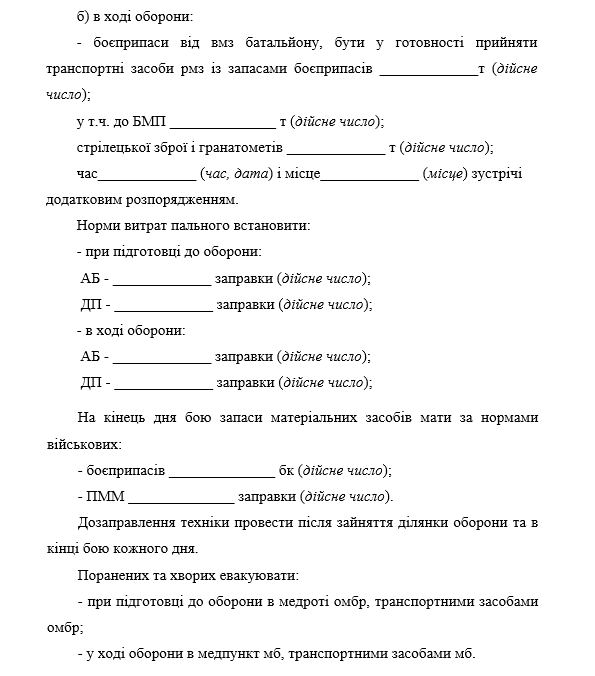 б) в ході оборони:
- боєприпаси від вмз батальйону, бути у готовності прийняти
транспортні засоби рмз із запасами боєприпасів _____________т (дійсне
число);
у т.ч. до БМП ______________ т (дійсне число);
стрілецької зброї і гранатометів _____________ т (дійсне число);
час_____________ (час, дата) і місце_____________ (місце) зустрічі
додатковим розпорядженням.
Норми витрат пального встановити:
- при підготовці до оборони:
АБ - _____________ заправки (дійсне число);
ДП - _____________ заправки (дійсне число);
- в ході оборони:
АБ - _____________ заправки (дійсне число);
ДП - _____________ заправки (дійсне число);
На кінець дня бою запаси матеріальних засобів мати за нормами
військових:
- боєприпасів ______________ бк (дійсне число);
- ПММ ______________ заправки (дійсне число).
Дозаправлення техніки провести після зайняття ділянки оборони та в
кінці бою кожного дня.
Поранених та хворих евакуювати:
- при підготовці до оборони в медроті омбр, транспортними засобами
омбр;
- у ході оборони в медпункт мб, транспортними засобами мб.